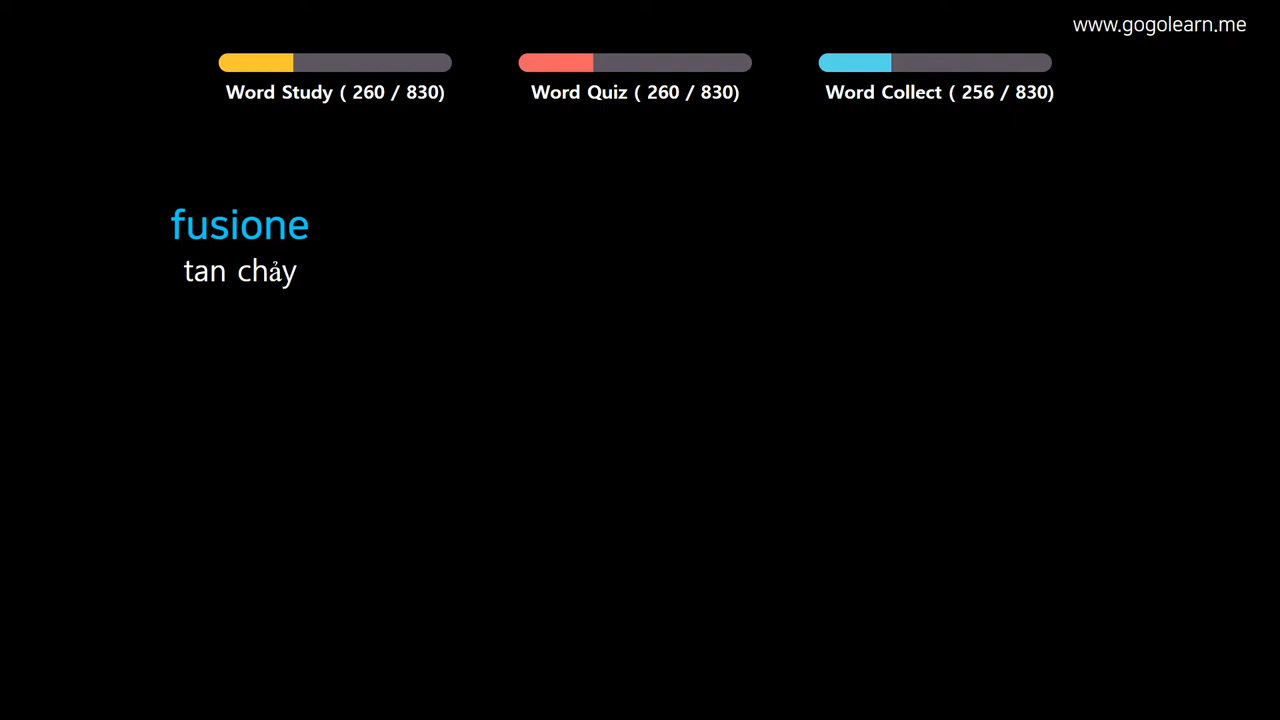 www.gogolearn.me
Word Study ( 260 / 830)
Word Quiz ( 260 / 830)
Word Collect ( 256 / 830)
fusione
tan chảy